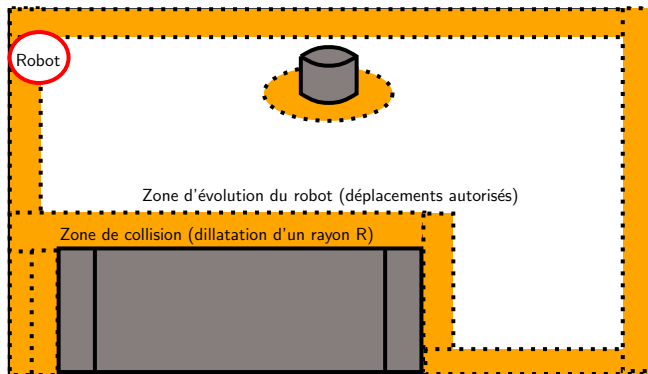 Robot
Zone d'évolution du robot (déplacements autorisés)
Zone de collision (dillatation d'un rayon R)